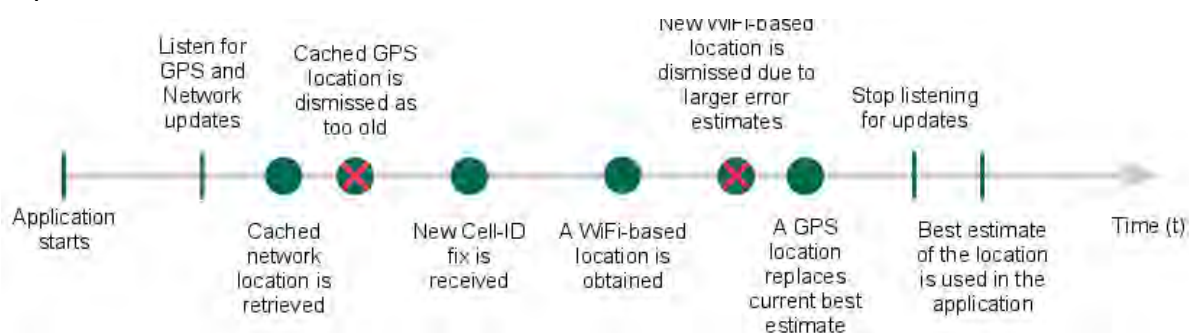 Listen for
GPS and
Network
updates
Cached GPS
location is
dismissed as
too old
New WiFi-based
location is
dismissed due to
larger error
estimates
Stop listening
for updates
Application
starts
Cached
network
location is
retrieved
New Cell-ID
fix is
received
A WiFi-based
location is
obtained
A GPS
location
replaces
current best
estimate
Best estimate
of the location
is used in the
application
Time (t)